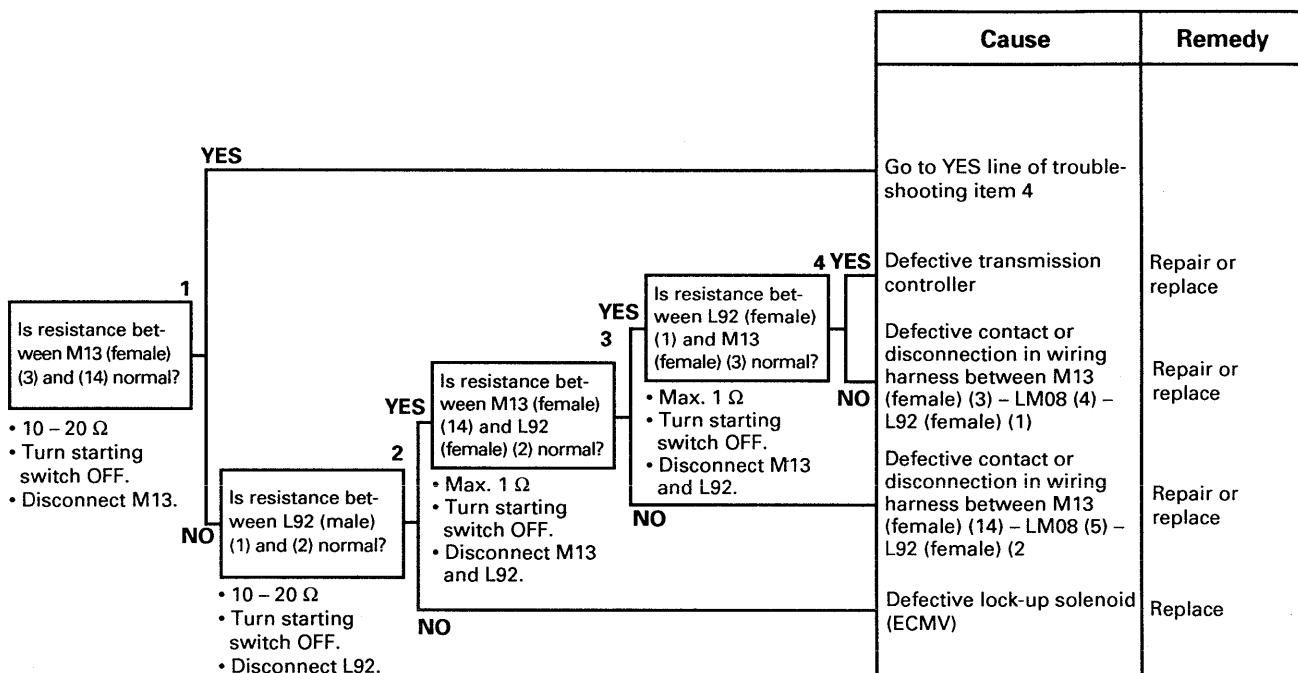 Cause
Remedy
YES
Go to YES line of trouble-
shooting item 4
1
Is resistance bet-
ween M13 (female)
(3) and (14) normal?
• 10 – 20 Ω
• Turn starting
switch OFF.
• Disconnect M13.
NO
2
Is resistance bet-
ween L92 (male)
(1) and (2) normal?
• 10 – 20 Ω
• Turn starting
switch OFF.
• Disconnect L92.
YES
3
Is resistance bet-
ween M13 (female)
(14) and L92
(female) (2) normal?
• Max. 1 Ω
• Turn starting
switch OFF.
• Disconnect M13
and L92.
YES
4
Is resistance bet-
ween L92 (female)
(1) and M13
(female) (3) normal?
• Max. 1 Ω
• Turn starting
switch OFF.
• Disconnect M13
and L92.
YES
Defective transmission
controller
Repair or
replace
NO
Defective contact or
disconnection in wiring
harness between M13
(female) (3) – LM08 (4) –
L92 (female) (1)
Repair or
replace
NO
Defective contact or
disconnection in wiring
harness between M13
(female) (14) – LM08 (5) –
L92 (female) (2
Repair or
replace
NO
Defective lock-up solenoid
(ECMV)
Replace